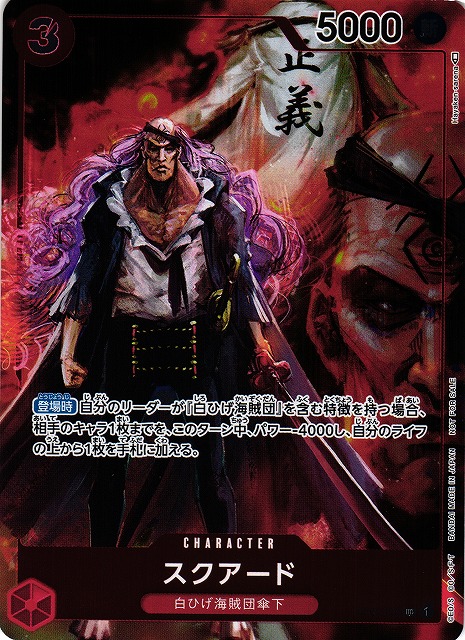 3
5000
正義
Hayaken-sarena
登場時 自分のリーダーが『白ひげ海賊団』を含む特徴を持つ場合、
相手のキャラ1枚までを、このターン中、パワー-4000し、自分のライフ
の上から1枚を手札に加える。
NOT FOR SALE
BANDAI MADE IN JAPAN
CHARACTER
スクアード
白ひげ海賊団傘下
1